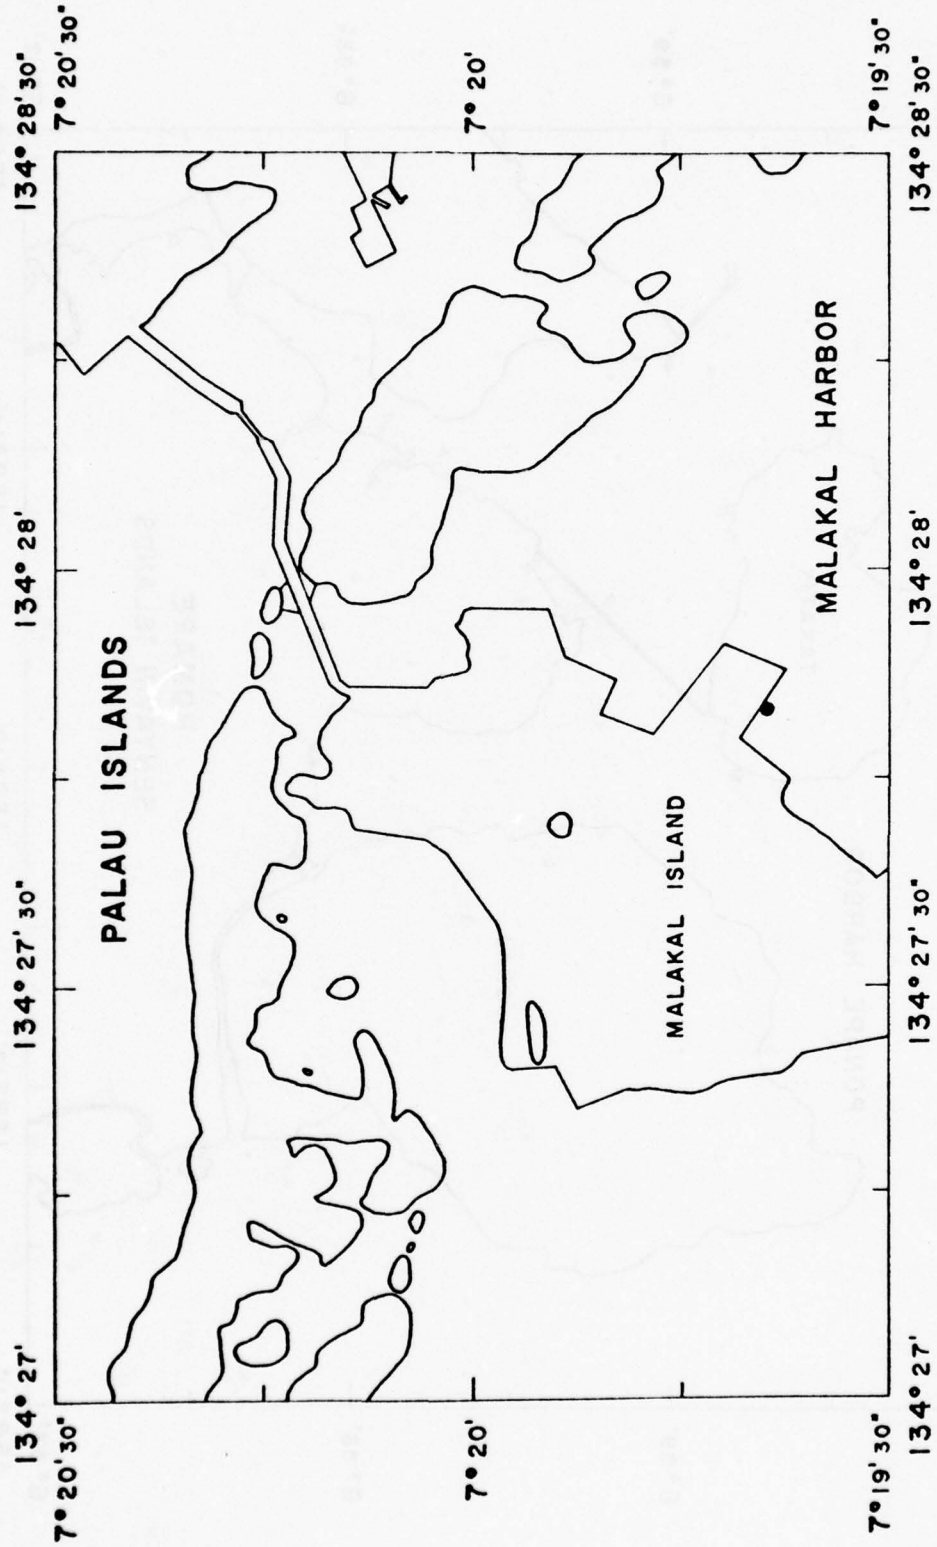 134° 27'
134° 27' 30"
134° 28'
134° 28' 30"
7° 20' 30"
7° 20' 30"
PALAU ISLANDS
7° 20'
7° 20'
MALAKAL ISLAND
MALAKAL HARBOR
7° 19' 30"
7° 19' 30"
134° 27'
134° 27' 30"
134° 28'
134° 28' 30"